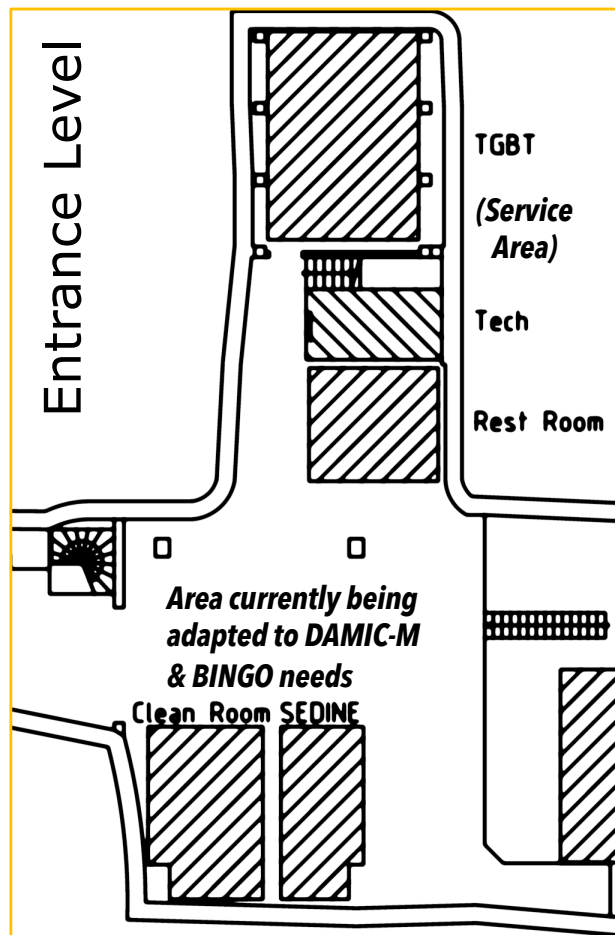 Entrance Level
TGBT
(Service
Area)
Tech
Rest Room
Area currently being
adapted to DAMIC-M
& BINGO needs
Clean Room SEDINE